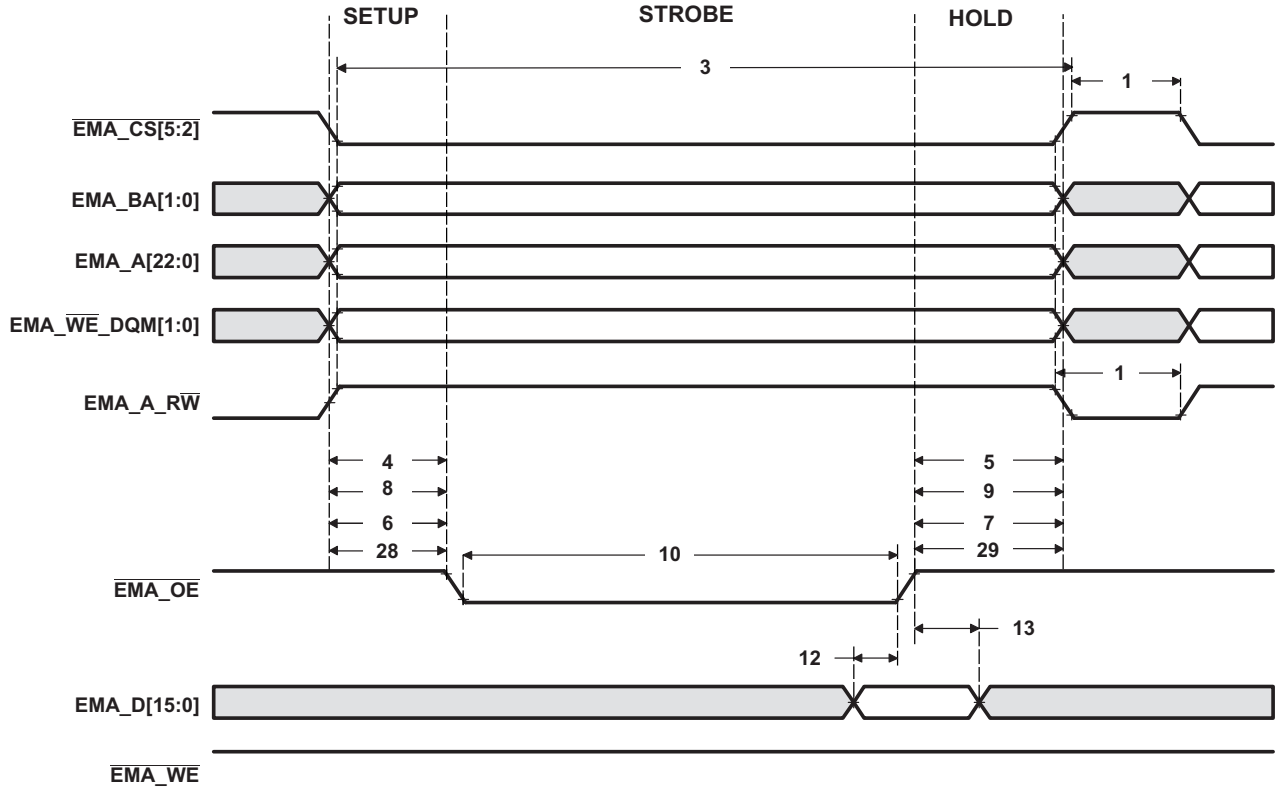 SETUP STROBE HOLD
3
1
EMA_CS[5:2]
EMA_BA[1:0]
EMA_A[22:0]
EMA_WE_DQM[1:0]
1
EMA_A_RW
4 5
8 9
6 7
28 29
10
EMA_OE
13
12
EMA_D[15:0]
EMA_WE